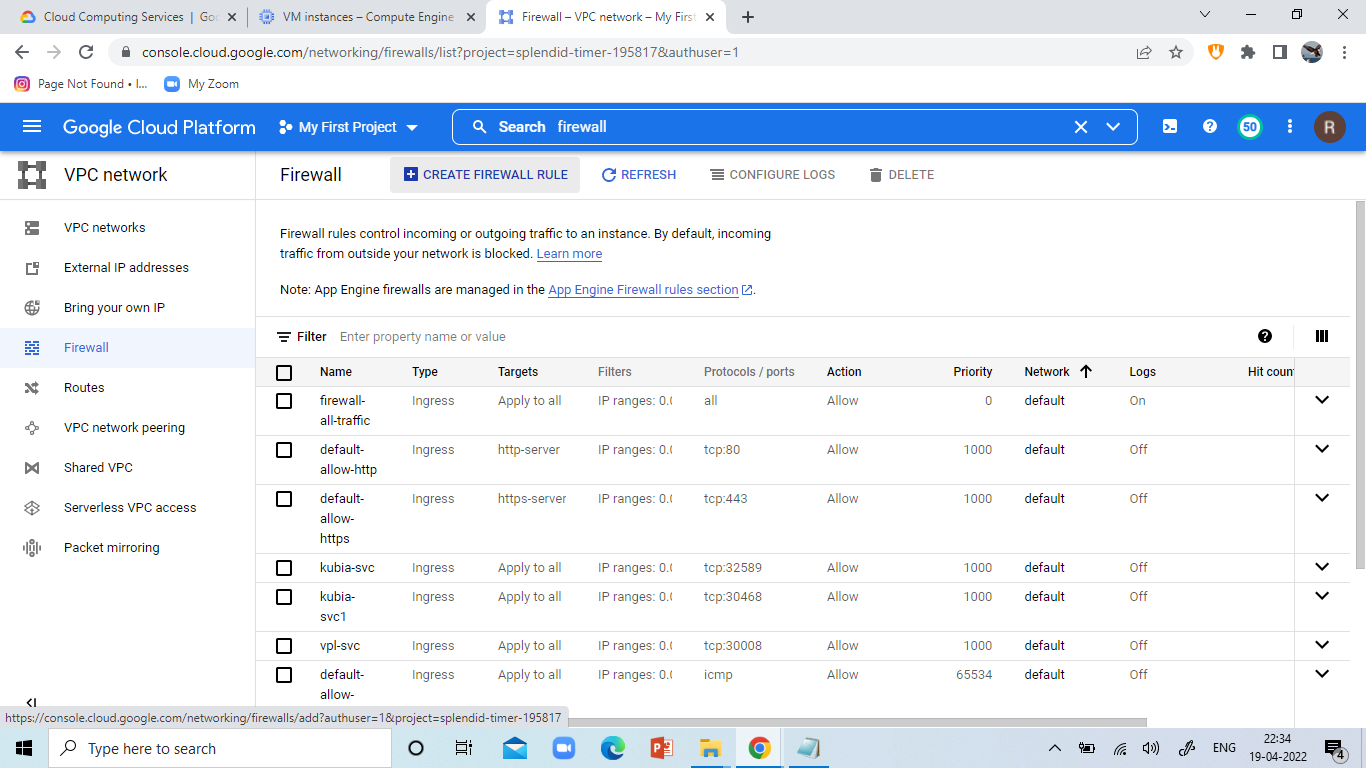 Cloud Computing Services | Goo
VM instances – Compute Engine
Firewall – VPC network – My First
console.cloud.google.com/networking/firewalls/list?project=splendid-timer-195817&authuser=1
Page Not Found • I...
My Zoom
Google Cloud Platform
My First Project
Search firewall
50
R
VPC network
Firewall
CREATE FIREWALL RULE
REFRESH
CONFIGURE LOGS
DELETE
VPC networks
External IP addresses
Bring your own IP
Firewall
Routes
VPC network peering
Shared VPC
Serverless VPC access
Packet mirroring
Firewall rules control incoming or outgoing traffic to an instance. By default, incoming
traffic from outside your network is blocked. Learn more
Note: App Engine firewalls are managed in the App Engine Firewall rules section.
Filter Enter property name or value
Name Type Targets Filters Protocols / ports Action Priority Network Logs Hit coun
firewall- Ingress Apply to all IP ranges: 0.0 all Allow 0 default On
all-traffic
default- Ingress http-server IP ranges: 0.0 tcp:80 Allow 1000 default Off
allow-http
default- Ingress https-server IP ranges: 0.0 tcp:443 Allow 1000 default Off
allow-
https
kubia-svc Ingress Apply to all IP ranges: 0.0 tcp:32589 Allow 1000 default Off
kubia- Ingress Apply to all IP ranges: 0.0 tcp:30468 Allow 1000 default Off
svc1
vpl-svc Ingress Apply to all IP ranges: 0.0 tcp:30008 Allow 1000 default Off
default- Ingress Apply to all IP ranges: 0.0 icmp Allow 65534 default Off
allow-
https://console.cloud.google.com/networking/firewalls/add?authuser=1&project=splendid-timer-195817
Type here to search
ENG
22:34
19-04-2022
4